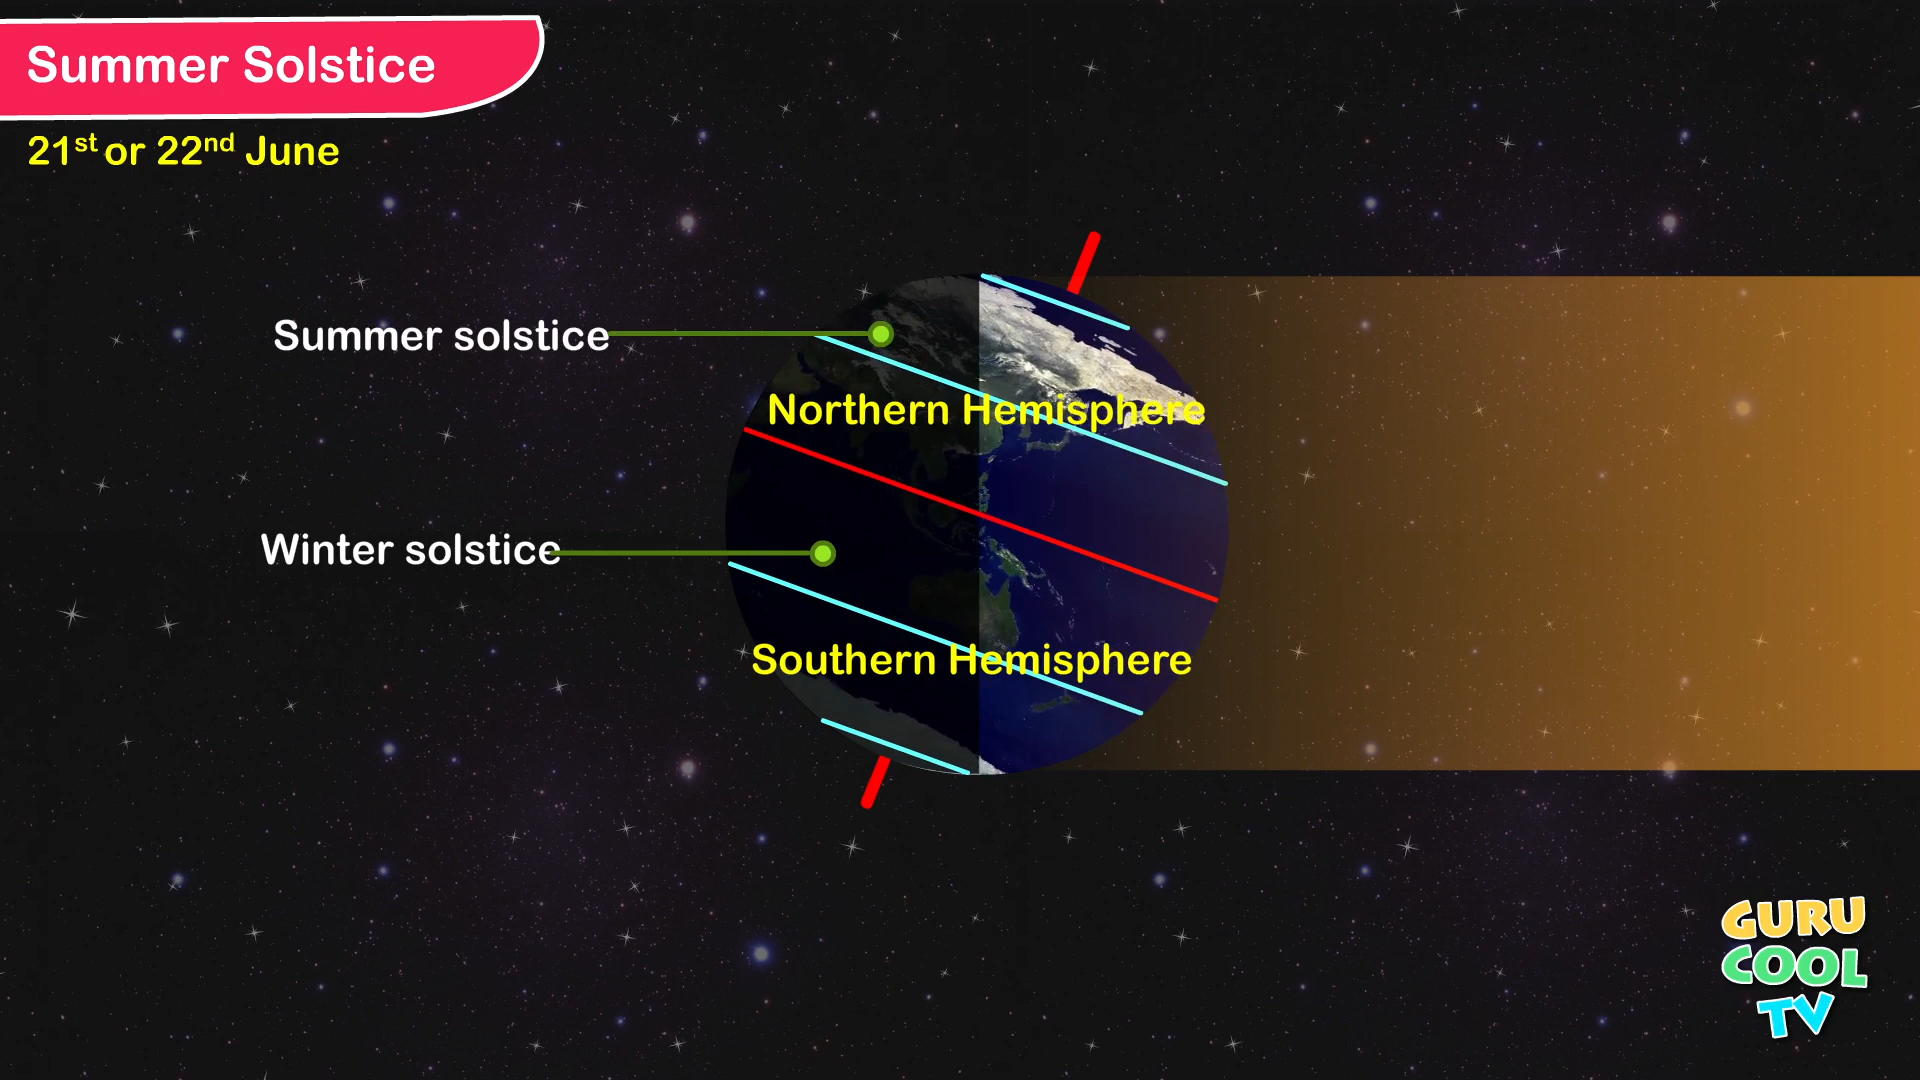 Summer Solstice
21st or 22nd June
Summer solstice
Northern Hemisphere
Winter solstice
Southern Hemisphere
GURU
COOL
TV